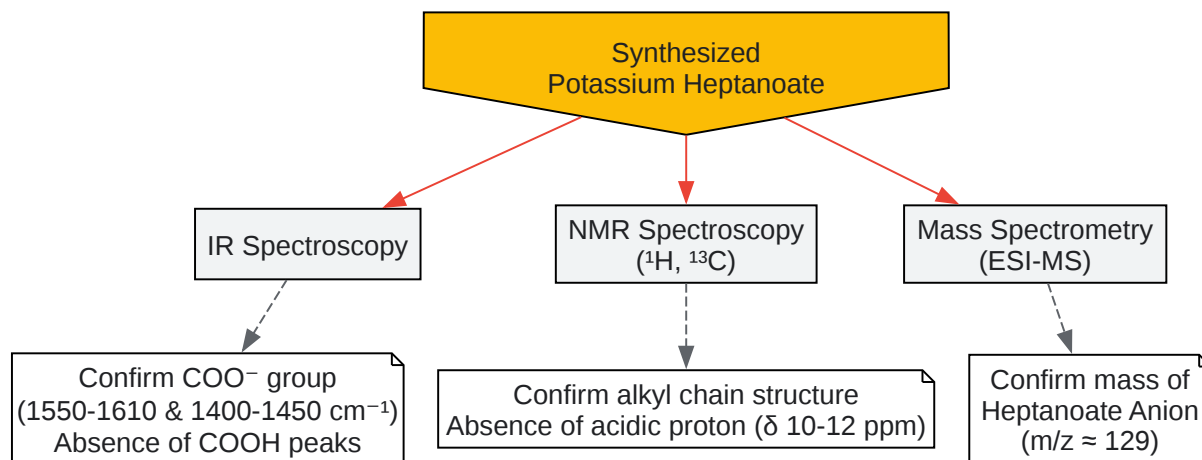 Synthesized
Potassium Heptanoate
IR Spectroscopy
NMR Spectroscopy
(¹H, ¹³C)
Mass Spectrometry
(ESI-MS)
Confirm COO⁻ group
(1550-1610 & 1400-1450 cm⁻¹)
Absence of COOH peaks
Confirm alkyl chain structure
Absence of acidic proton (δ 10-12 ppm)
Confirm mass of
Heptanoate Anion
(m/z ≈ 129)